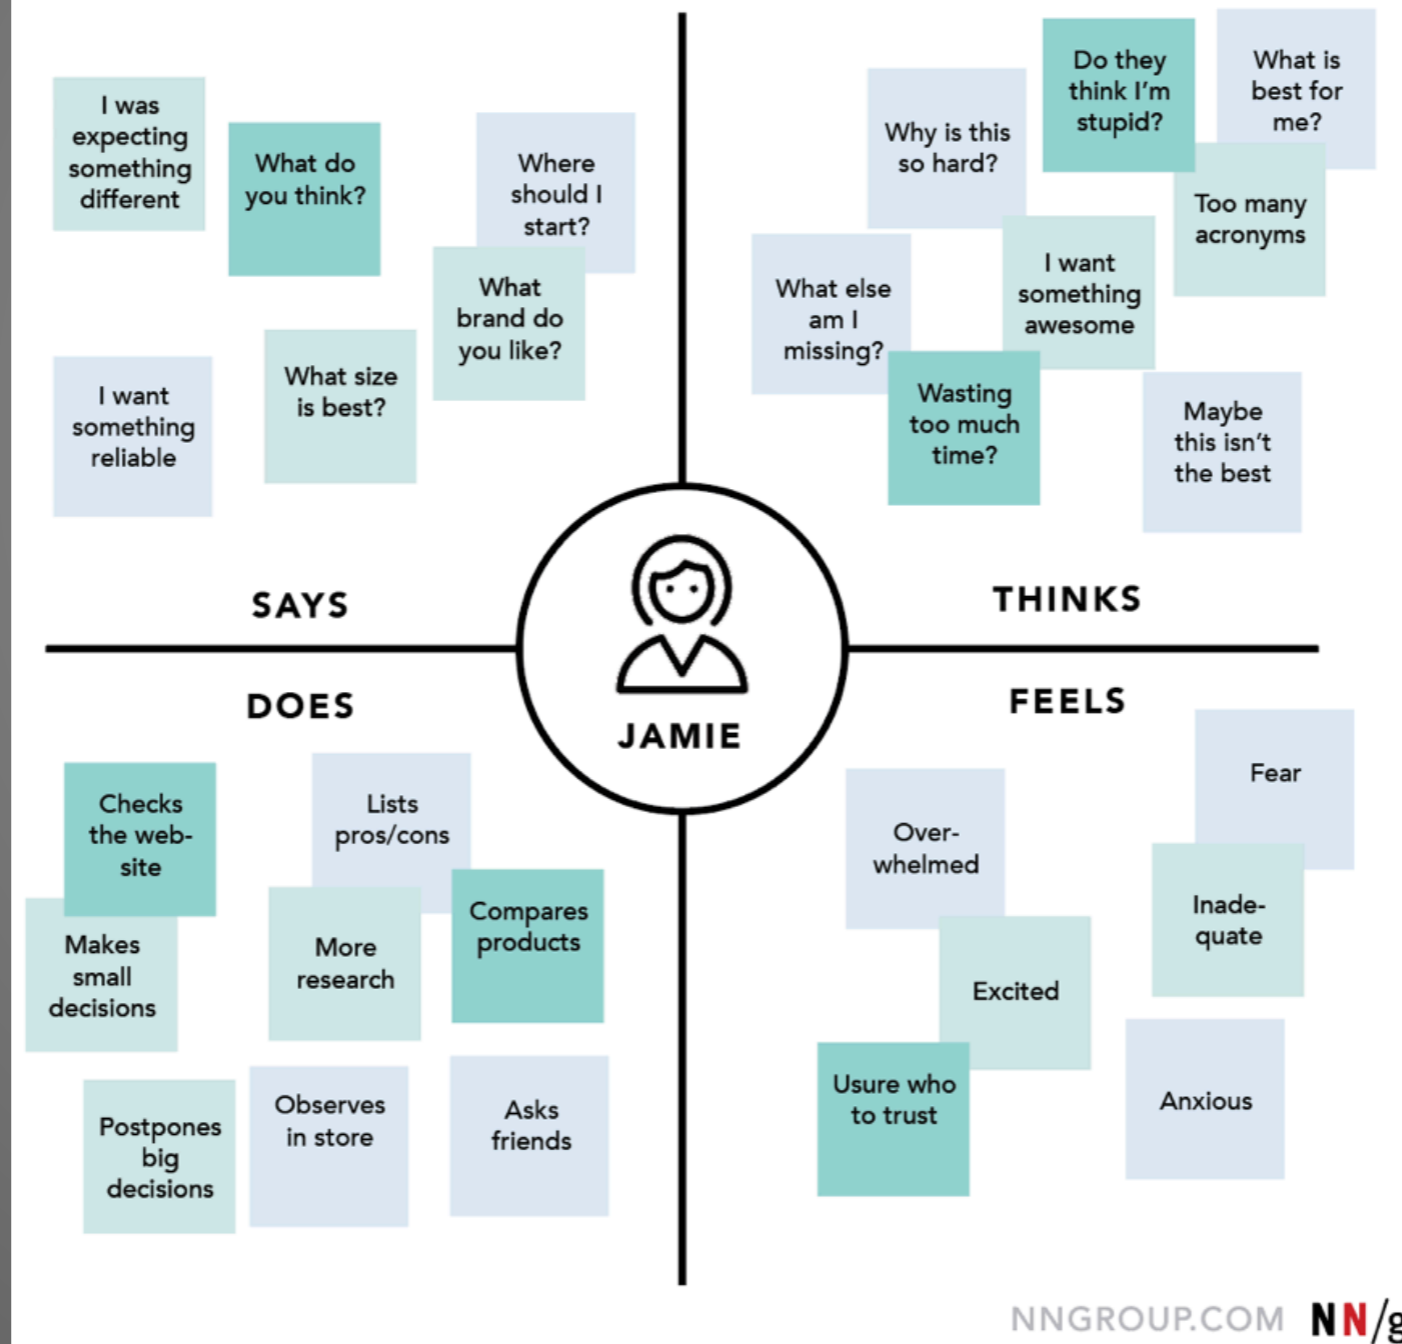 I was
expecting
something
different
What do
you think?
Where
should I
start?
What
brand do
you like?
I want
something
reliable
What size
is best?
SAYS
Why is this
so hard?
Do they
think I'm
stupid?
What is
best for
me?
Too many
acronyms
What else
am I
missing?
I want
something
awesome
Wasting
too much
time?
Maybe
this isn't
the best
THINKS
JAMIE
DOES
Checks
the web-
site
Lists
pros/cons
Makes
small
decisions
More
research
Compares
products
Postpones
big
decisions
Observes
in store
Asks
friends
FEELS
Over-
whelmed
Fear
Inade-
quate
Excited
Usure who
to trust
Anxious
NNGROUP.COM NN/g